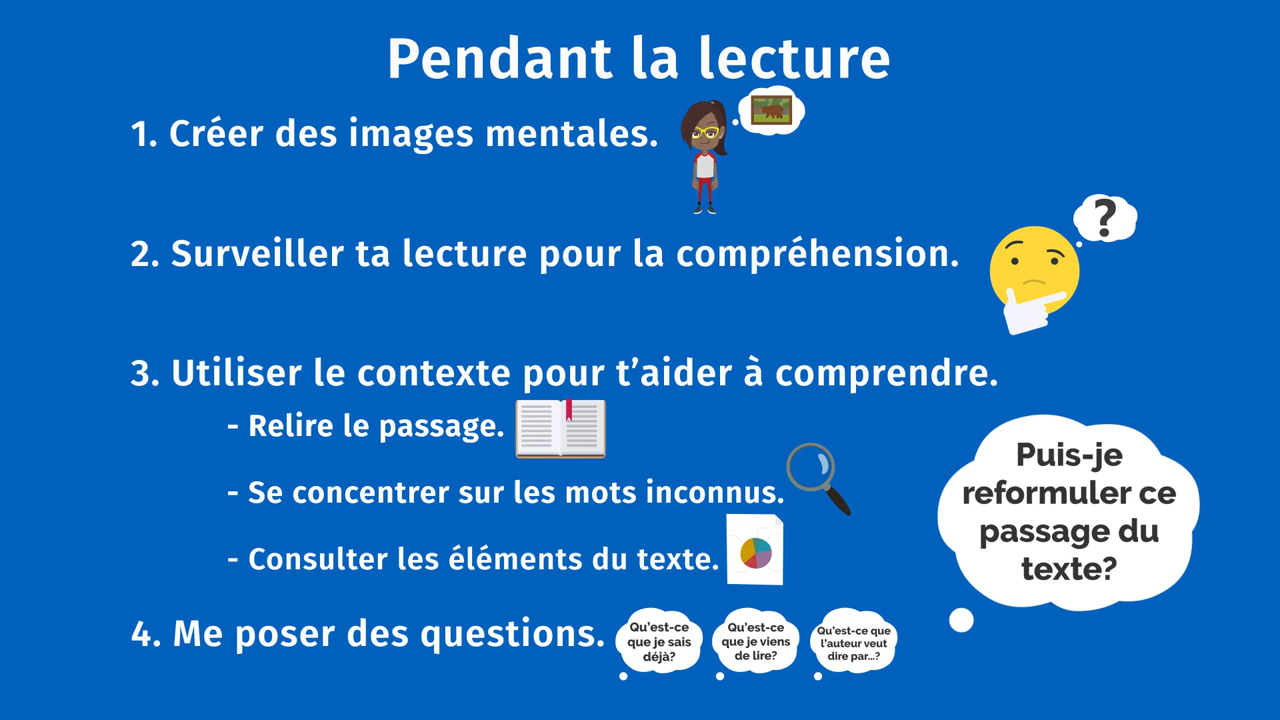 Pendant la lecture
1. Créer des images mentales.
2. Surveiller ta lecture pour la compréhension.
?
3. Utiliser le contexte pour t’aider à comprendre.
- Relire le passage.
- Se concentrer sur les mots inconnus.
- Consulter les éléments du texte.
Puis-je
reformuler ce
passage du
texte?
4. Me poser des questions.
Qu’est-ce
que je sais
déjà?
Qu’est-ce
que je viens
de lire?
Qu’est-ce que
l’auteur veut
dire par...?